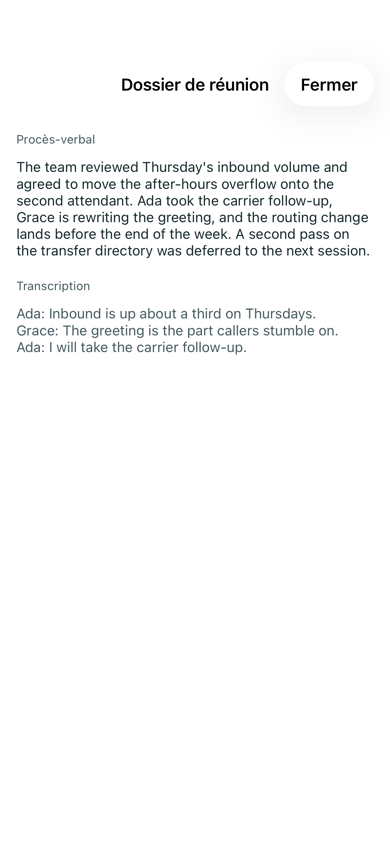 Dossier de réunion
Fermer
Procès-verbal
The team reviewed Thursday's inbound volume and
agreed to move the after-hours overflow onto the
second attendant. Ada took the carrier follow-up,
Grace is rewriting the greeting, and the routing change
lands before the end of the week. A second pass on
the transfer directory was deferred to the next session.
Transcription
Ada: Inbound is up about a third on Thursdays.
Grace: The greeting is the part callers stumble on.
Ada: I will take the carrier follow-up.